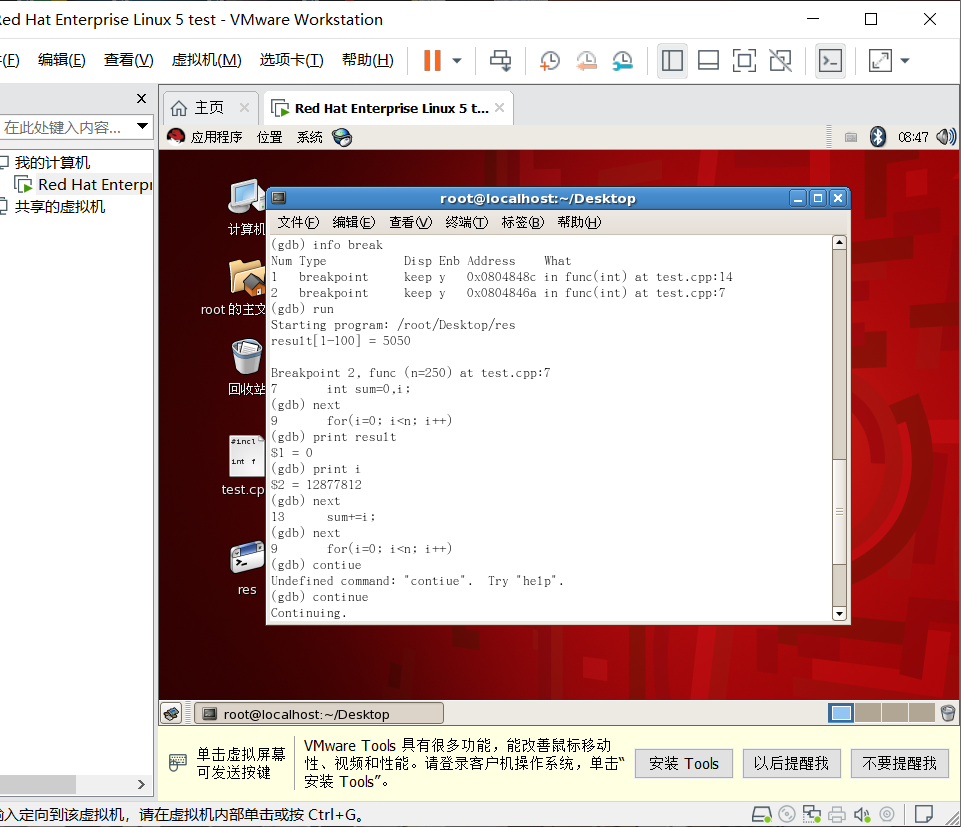 Red Hat Enterprise Linux 5 test - VMware Workstation
(F) 编辑(E) 查看(V) 虚拟机(M) 选项卡(T) 帮助(H)
在此处键入内容...
我的计算机
Red Hat Enterpr
共享的虚拟机
主页
Red Hat Enterprise Linux 5 t...
应用程序 位置 系统
08:47
计算机
root 的主文
回收站
#incl
int f
test.cp
res
root@localhost:~/Desktop
文件(F) 编辑(E) 查看(V) 终端(T) 标签(B) 帮助(H)
(gdb) info break
Num Type Disp Enb Address What
1 breakpoint keep y 0x0804848c in func(int) at test.cpp:14
2 breakpoint keep y 0x0804846a in func(int) at test.cpp:7
(gdb) run
Starting program: /root/Desktop/res
result[1-100] = 5050
Breakpoint 2, func (n=250) at test.cpp:7
7 int sum=0,i;
(gdb) next
9 for(i=0; i<n; i++)
(gdb) print result
$1 = 0
(gdb) print i
$2 = 12877812
(gdb) next
13 sum+=i;
(gdb) next
9 for(i=0; i<n; i++)
(gdb) contiue
Undefined command: "contiue". Try "help".
(gdb) continue
Continuing.
root@localhost:~/Desktop
单击虚拟屏幕
可发送按键
VMware Tools 具有很多功能，能改善鼠标移动
性、视频和性能。请登录客户机操作系统，单击“
安装 Tools”。
安装 Tools
以后提醒我
不要提醒我
输入定向到该虚拟机，请在虚拟机内部单击或按 Ctrl+G。